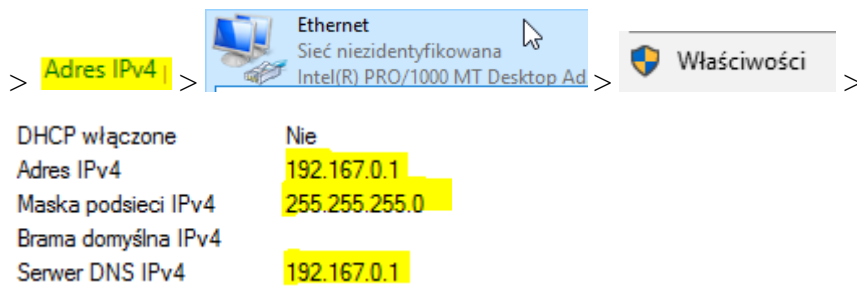 Ethernet
Sieć niezidentyfikowana
Intel(R) PRO/1000 MT Desktop Ad
> Adres IPv4 > > Właściwości >
DHCP włączone Nie
Adres IPv4 192.167.0.1
Maska podsieci IPv4 255.255.255.0
Brama domyślna IPv4
Serwer DNS IPv4 192.167.0.1